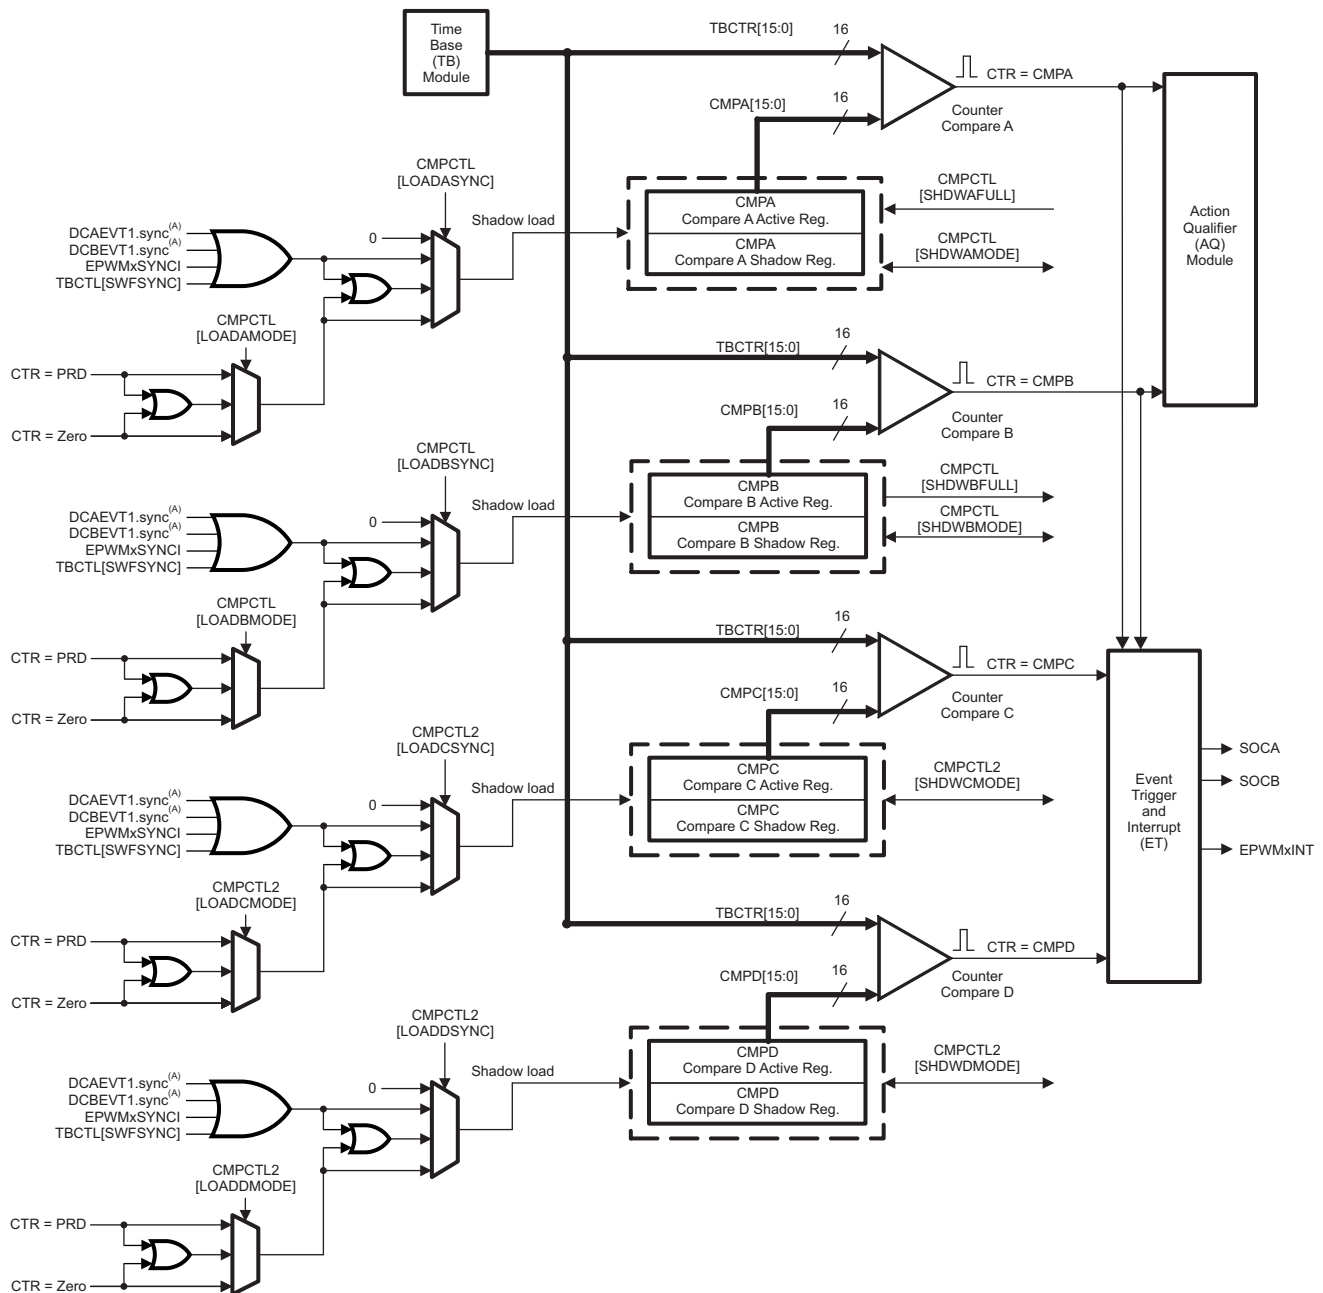 Time
Base
(TB)
Module
TBCTR[15:0]
16
CTR = CMPA
CMPA[15:0]
16
Counter
Compare A
CMPCTL
[LOADASYNC]
CMPCTL
[SHDWAFULL]
CMPA
Compare A Active Reg.
CMPA
Compare A Shadow Reg.
CMPCTL
[SHDWAMODE]
Action
Qualifier
(AQ)
Module
Shadow load
0
DCAEVT1.sync(A)
DCBEVT1.sync(A)
EPWMxSYNCI
TBCTL[SWFSYNC]
CMPCTL
[LOADAMODE]
CTR = PRD
CTR = Zero
TBCTR[15:0]
16
CTR = CMPB
CMPB[15:0]
16
Counter
Compare B
CMPCTL
[LOADBSYNC]
CMPCTL
[SHDWBFULL]
CMPB
Compare B Active Reg.
CMPB
Compare B Shadow Reg.
CMPCTL
[SHDWBMODE]
Shadow load
0
DCAEVT1.sync(A)
DCBEVT1.sync(A)
EPWMxSYNCI
TBCTL[SWFSYNC]
CMPCTL
[LOADBMODE]
CTR = PRD
CTR = Zero
TBCTR[15:0]
16
CTR = CMPC
CMPC[15:0]
16
Counter
Compare C
CMPCTL2
[LOADCSYNC]
CMPC
Compare C Active Reg.
CMPC
Compare C Shadow Reg.
CMPCTL2
[SHDWCMODE]
Event
Trigger
and
Interrupt
(ET)
SOCA
SOCB
EPWMxINT
Shadow load
0
DCAEVT1.sync(A)
DCBEVT1.sync(A)
EPWMxSYNCI
TBCTL[SWFSYNC]
CMPCTL2
[LOADCMODE]
CTR = PRD
CTR = Zero
TBCTR[15:0]
16
CTR = CMPD
CMPD[15:0]
16
Counter
Compare D
CMPCTL2
[LOADDSYNC]
CMPD
Compare D Active Reg.
CMPD
Compare D Shadow Reg.
CMPCTL2
[SHDWDMODE]
Shadow load
0
DCAEVT1.sync(A)
DCBEVT1.sync(A)
EPWMxSYNCI
TBCTL[SWFSYNC]
CMPCTL2
[LOADDMODE]
CTR = PRD
CTR = Zero